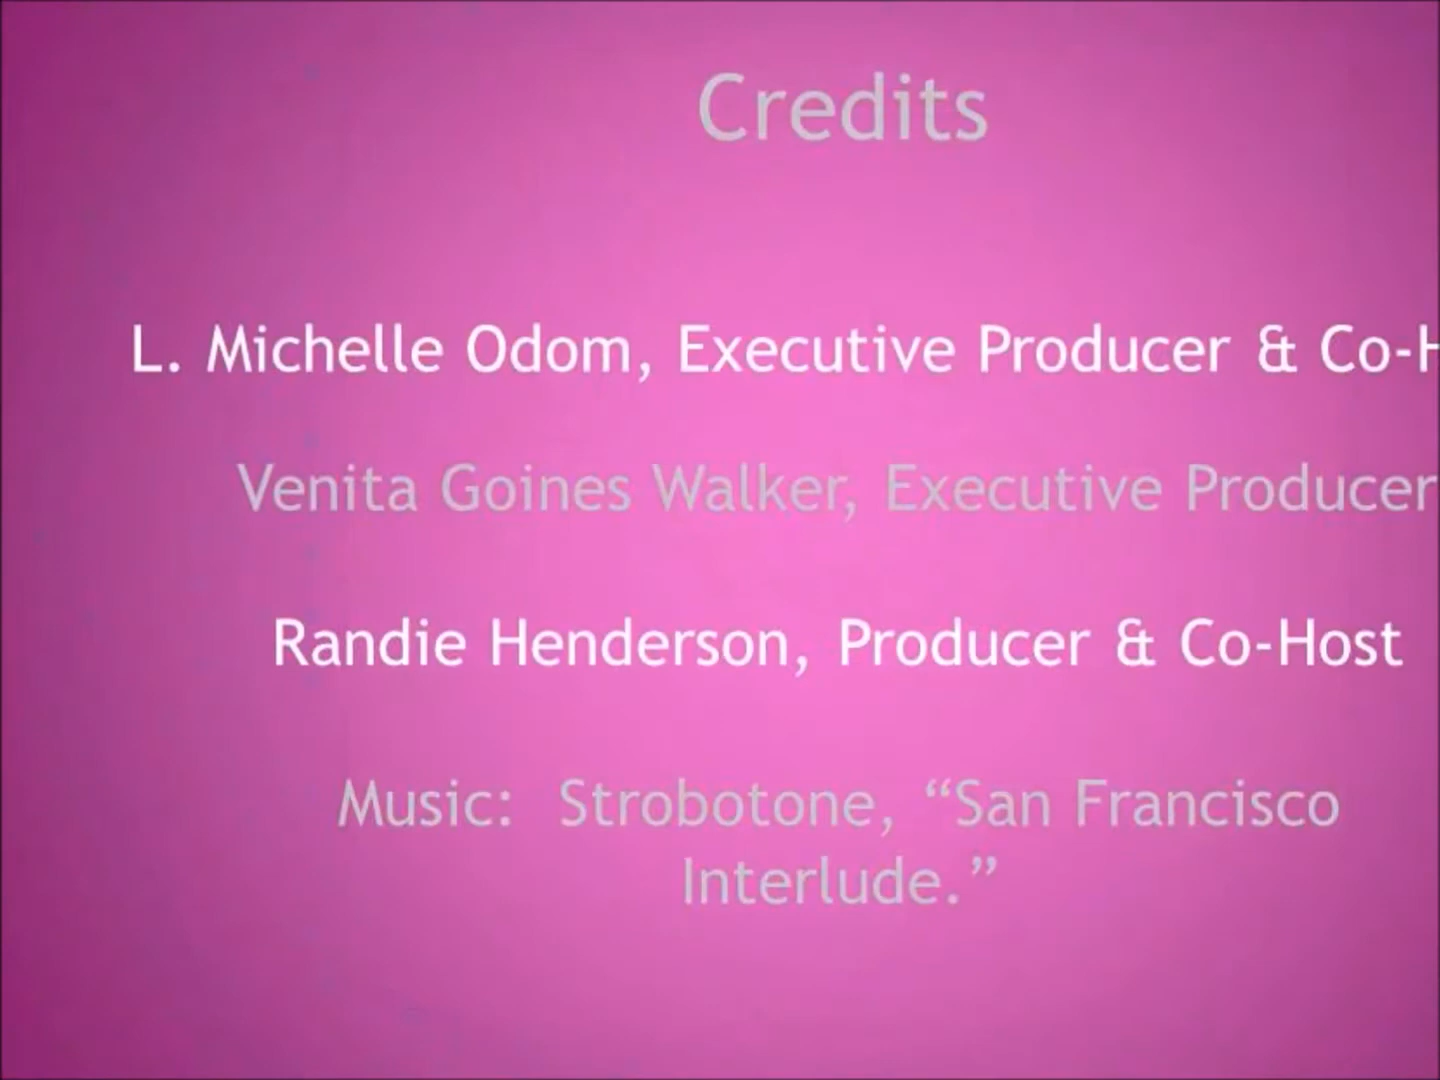 Credits
L. Michelle Odom, Executive Producer & Co-H
Venita Goines Walker, Executive Producer
Randie Henderson, Producer & Co-Host
Music: Strobotone, “San Francisco
Interlude.”